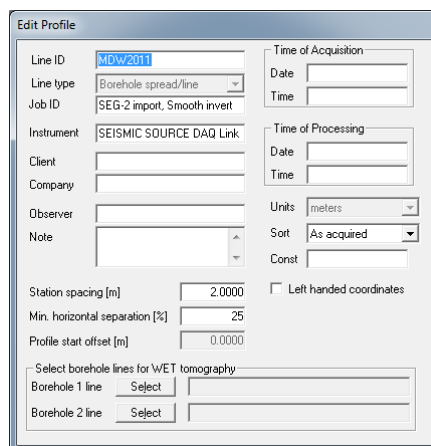 Edit Profile
Line ID MDW2011
Line type Borehole spread/line
Job ID SEG-2 import, Smooth invert
Instrument SEISMIC SOURCE DAQ Link
Client
Company
Observer
Note
Station spacing [m] 2.0000
Min. horizontal separation [%] 25
Profile start offset [m] 0.0000
Time of Acquisition
Date
Time
Time of Processing
Date
Time
Units meters
Sort As acquired
Const
Left handed coordinates
Select borehole lines for WET tomography
Borehole 1 line Select
Borehole 2 line Select